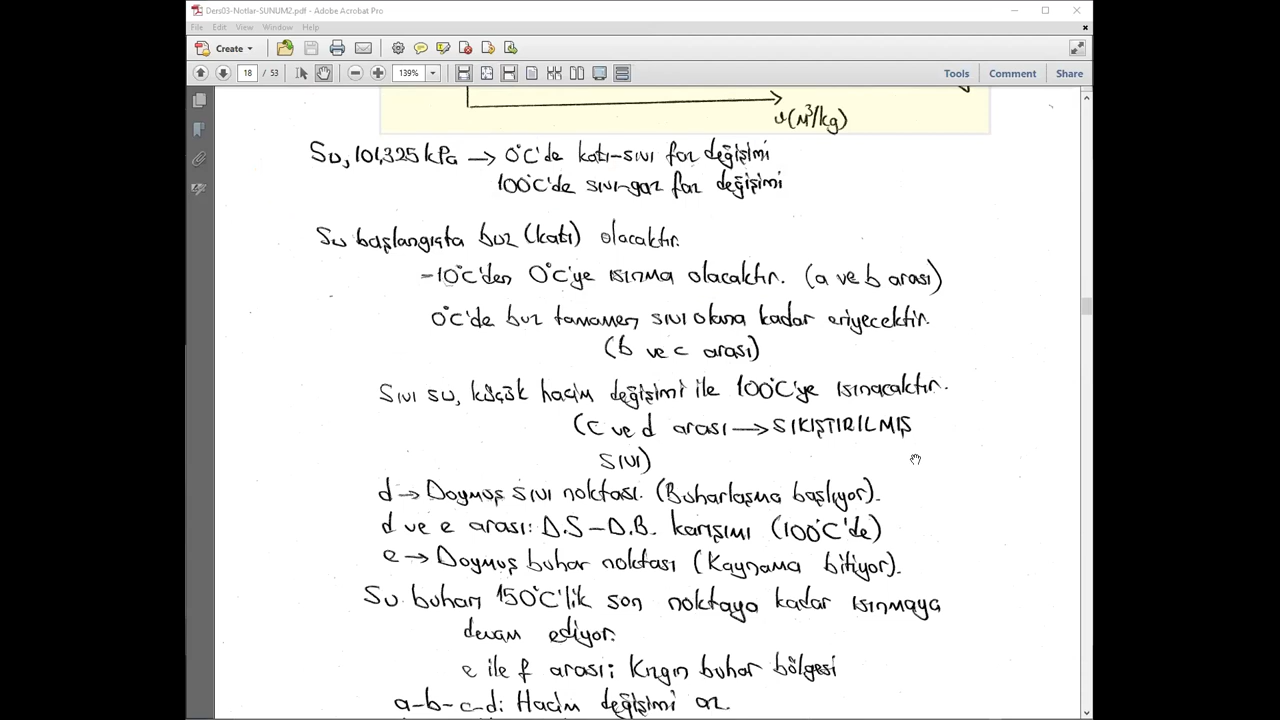 Ders03-Notlar-SUNUM2.pdf - Adobe Acrobat Pro
File Edit View Window Help
Create
18 / 53 139% Tools Comment Share
v(m³/kg)
Su, 101,325 kPa → 0°C'de katı-sıvı faz değişimi
100°C'de sıvı-gaz faz değişimi
Su başlangıçta buz (katı) olacaktır.
-10°C'den 0°C'ye ısınma olacaktır. (a ve b arası)
0°C'de buz tamamen sıvı olana kadar eriyecektir.
(b ve c arası)
Sıvı su, küçük hacim değişimi ile 100°C'ye ısınacaktır.
(c ve d arası → SIKIŞTIRILMIŞ
SIVI)
d → Doymuş sıvı noktası. (Buharlaşma başlıyor).
d ve e arası: D.S – D.B. karışımı (100°C'de)
e → Doymuş buhar noktası (Kaynama bitiyor).
Su buharı 150°C'lik son noktaya kadar ısınmaya
devam ediyor.
e ile f arası: Kızgın buhar bölgesi
a-b-c-d: Hacim değişimi az.